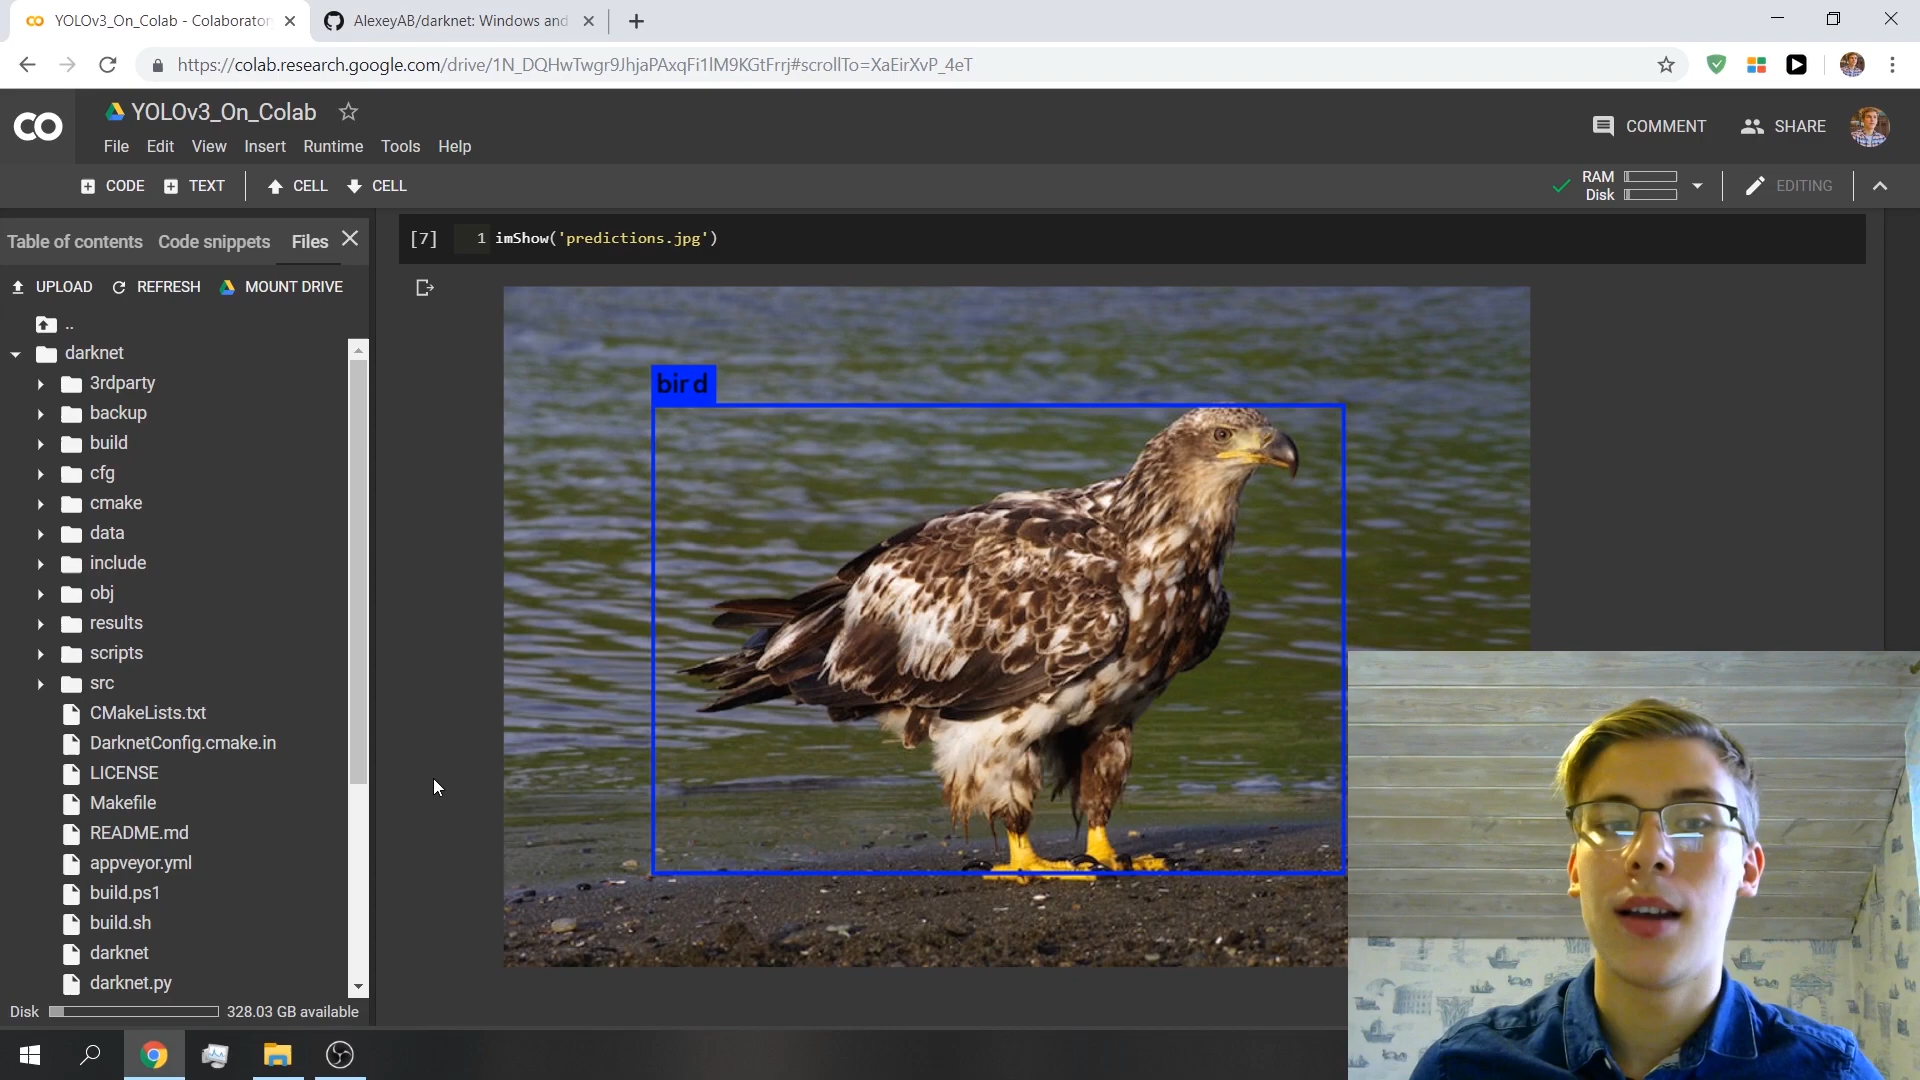 YOLOv3_On_Colab - Colaborator
AlexeyAB/darknet: Windows and
https://colab.research.google.com/drive/1N_DQHwTwgr9JhjaPAxqFi1lM9KGtFrrj#scrollTo=XaEirXvP_4eT
CO
YOLOv3_On_Colab
COMMENT SHARE
File Edit View Insert Runtime Tools Help
CODE TEXT CELL CELL
RAM
Disk
EDITING
Table of contents Code snippets Files
UPLOAD REFRESH MOUNT DRIVE
..
darknet
3rdparty
backup
build
cfg
cmake
data
include
obj
results
scripts
src
CMakeLists.txt
DarknetConfig.cmake.in
LICENSE
Makefile
README.md
appveyor.yml
build.ps1
build.sh
darknet
darknet.py
Disk 328.03 GB available
[7] 1 imShow('predictions.jpg')
bird